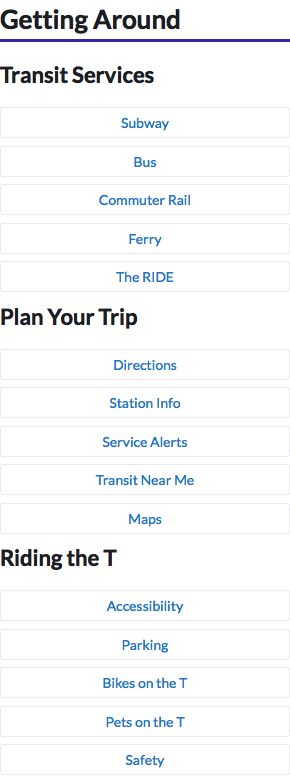 Getting Around
Transit Services
Subway
Bus
Commuter Rail
Ferry
The RIDE
Plan Your Trip
Directions
Station Info
Service Alerts
Transit Near Me
Maps
Riding the T
Accessibility
Parking
Bikes on the T
Pets on the T
Safety